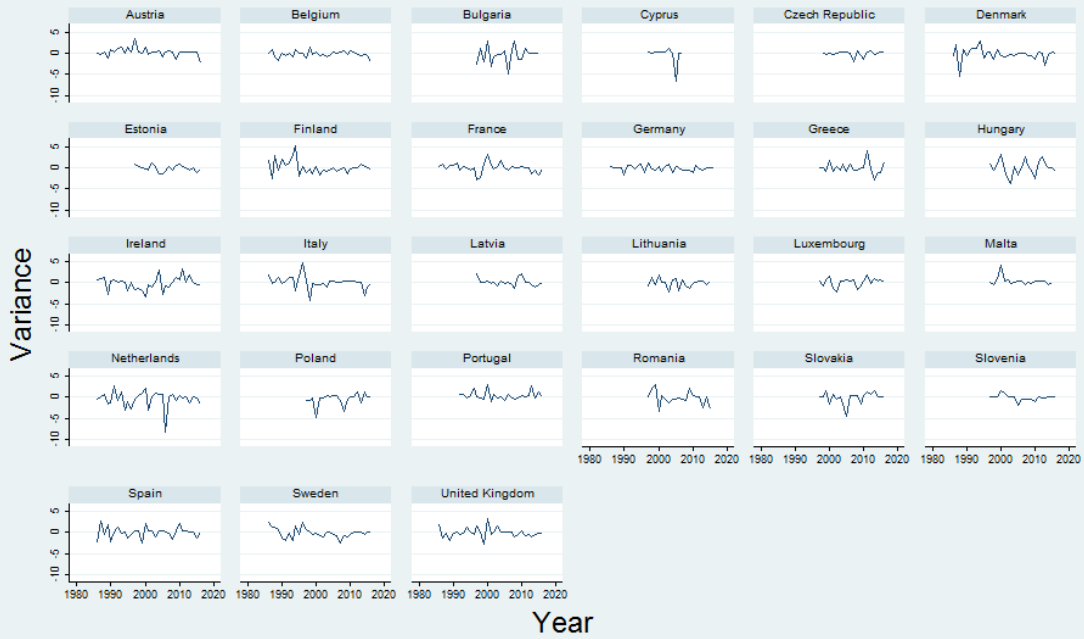 Austria Belgium Bulgaria Cyprus Czech Republic Denmark
5
0
-5
-10
Estonia Finland France Germany Greece Hungary
5
0
-5
-10
Ireland Italy Latvia Lithuania Luxembourg Malta
5
0
-5
-10
Variance
Netherlands Poland Portugal Romania Slovakia Slovenia
5
0
-5
-10
1980 1990 2000 2010 2020 1980 1990 2000 2010 2020 1980 1990 2000 2010 2020
Spain Sweden United Kingdom
5
0
-5
-10
1980 1990 2000 2010 2020 1980 1990 2000 2010 2020 1980 1990 2000 2010 2020
Year